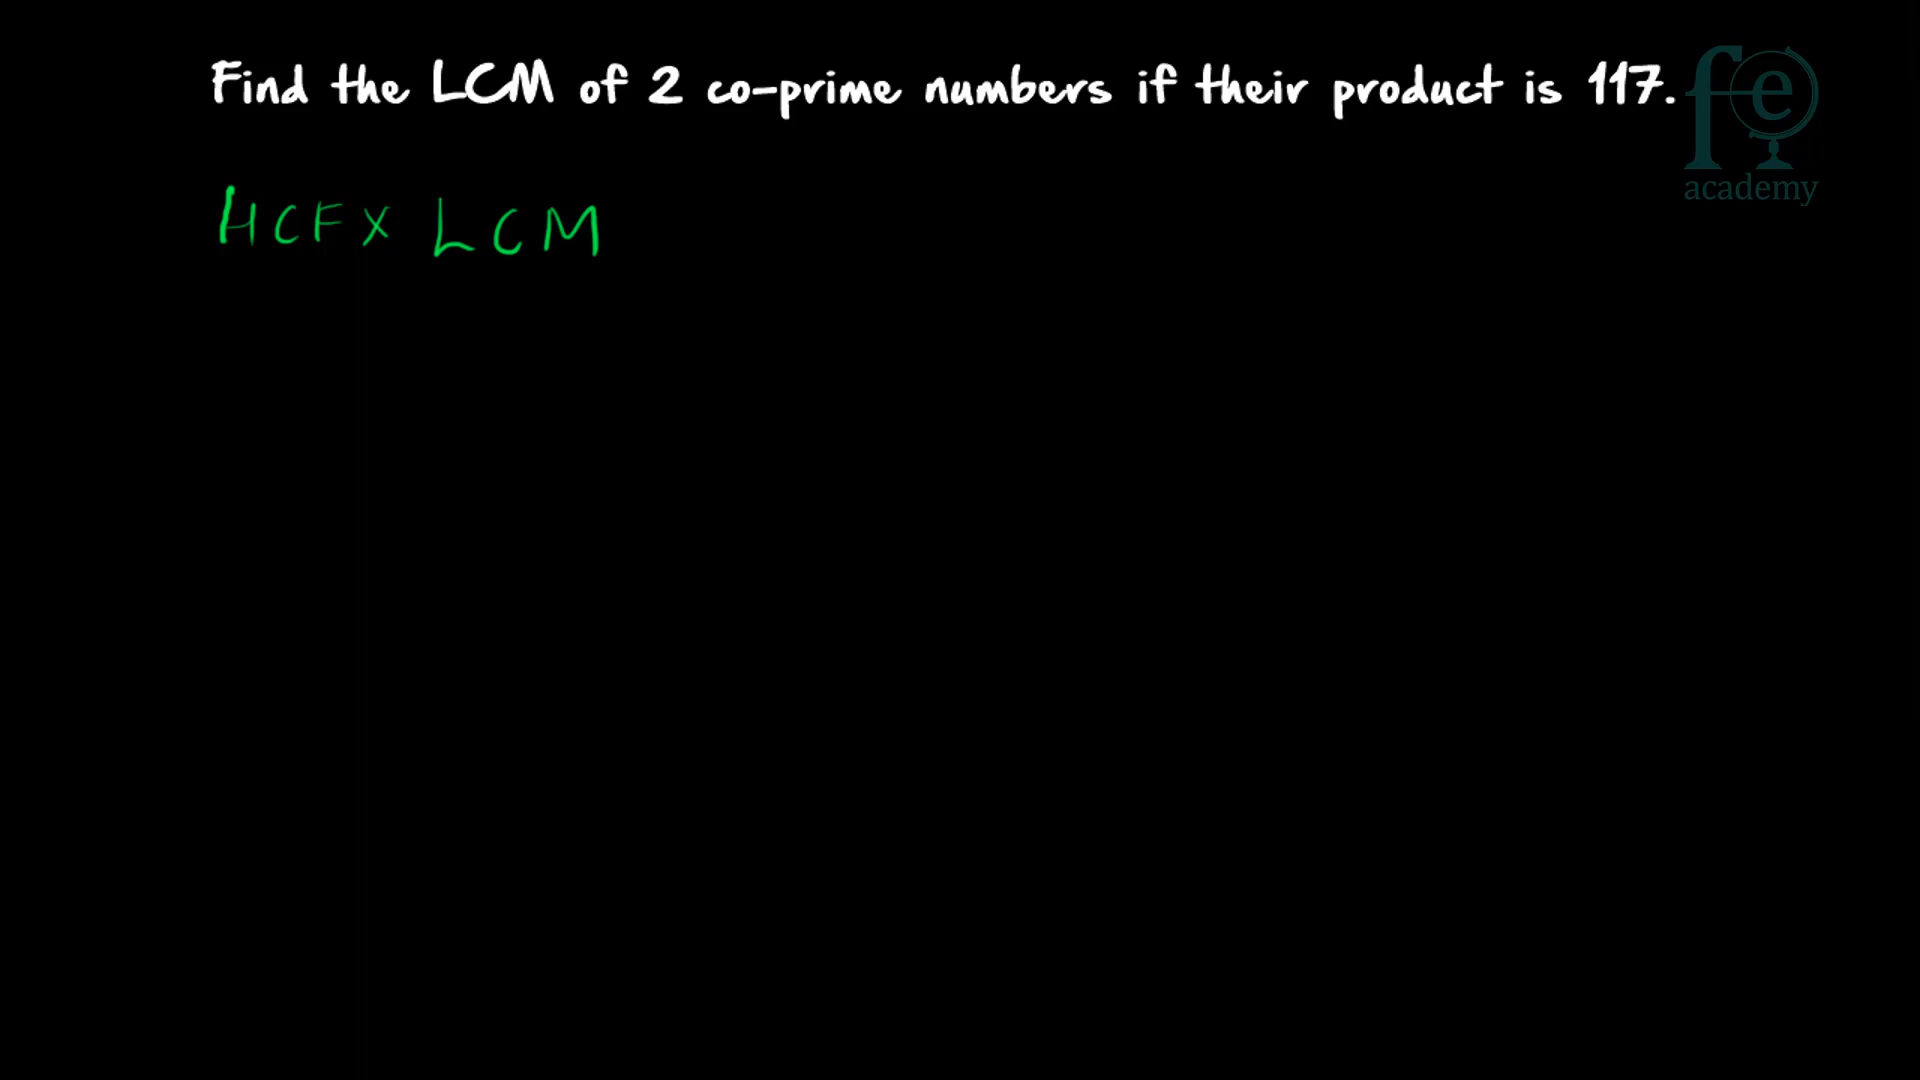 Find the LCM of 2 co-prime numbers if their product is 117.
fe
academy
HCF X LCM